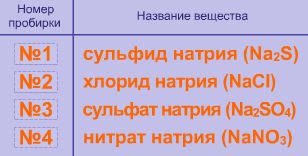 Номер пробирки Название вещества
№1 сульфид натрия (Na₂S)
№2 хлорид натрия (NaCl)
№3 сульфат натрия (Na₂SO₄)
№4 нитрат натрия (NaNO₃)